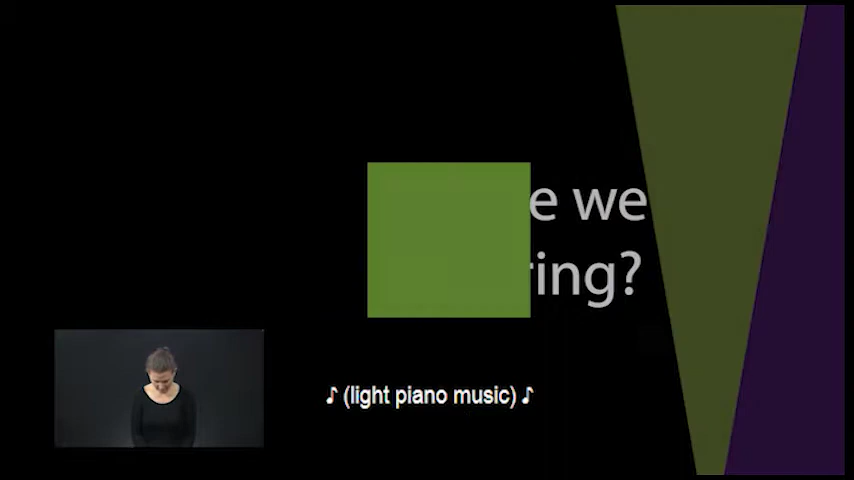 e we
ring?
♪ (light piano music) ♪